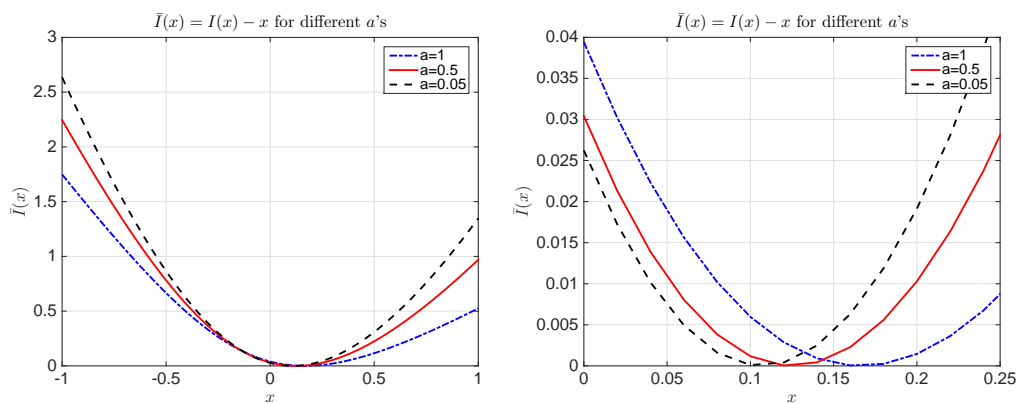 Ī(x) = I(x) − x for different a's
3
2.5
2
1.5
1
0.5
0
-1
-0.5
0
0.5
1
Ī(x)
x
a=1
a=0.5
a=0.05
Ī(x) = I(x) − x for different a's
0.04
0.035
0.03
0.025
0.02
0.015
0.01
0.005
0
0
0.05
0.1
0.15
0.2
0.25
Ī(x)
x
a=1
a=0.5
a=0.05